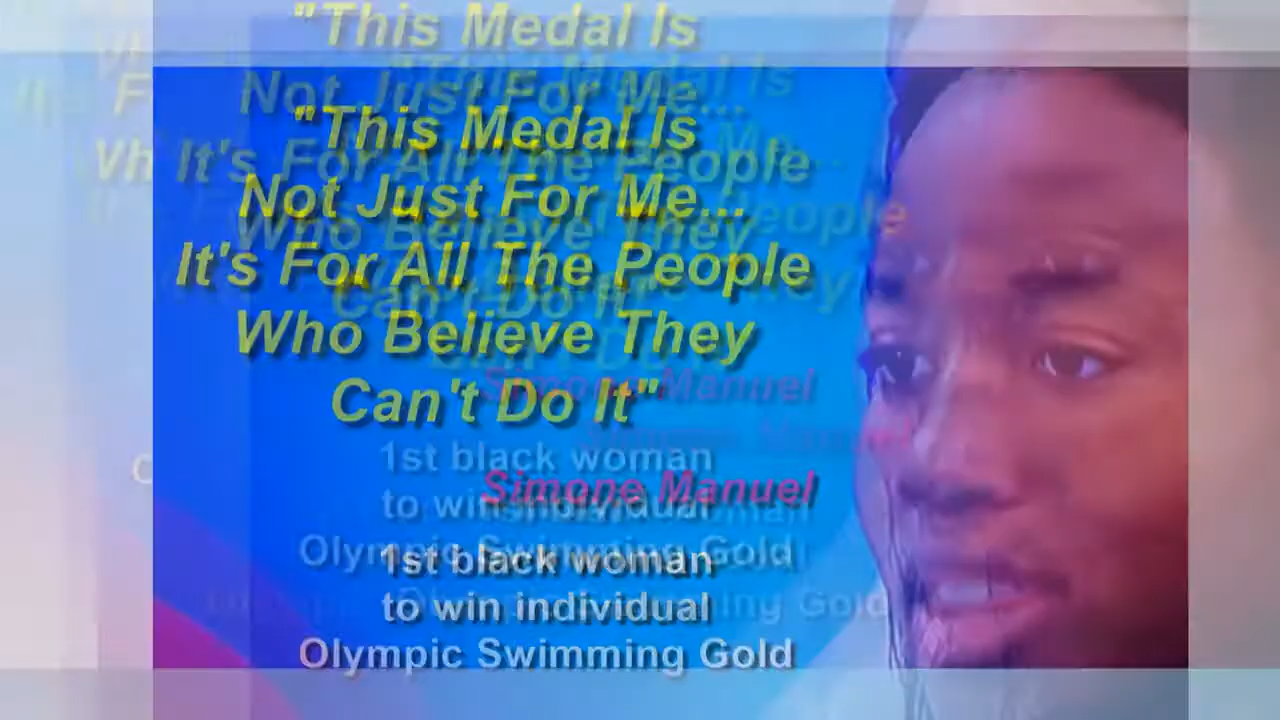 "This Medal Is
Not Just For Me...
It's For All The People
Who Believe They
Can't Do It"
Simone Manuel
1st black woman
to win individual
Olympic Swimming Gold